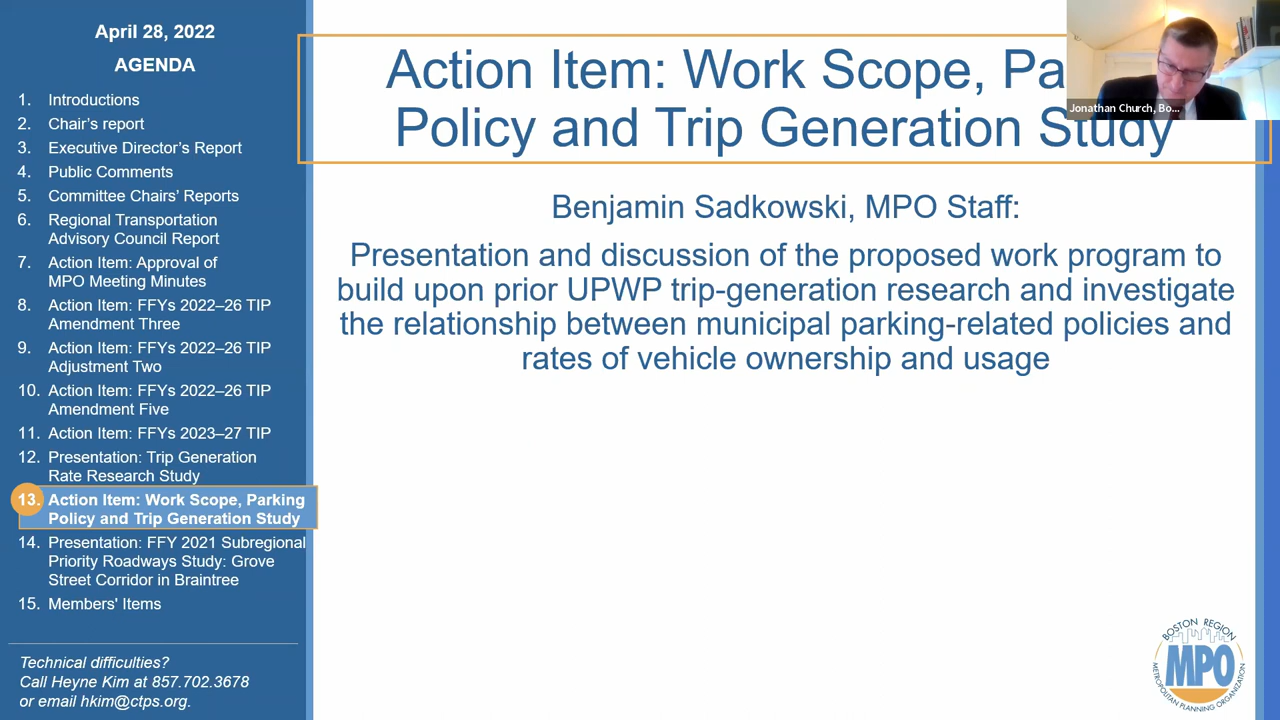 April 28, 2022
AGENDA
1. Introductions
2. Chair's report
3. Executive Director's Report
4. Public Comments
5. Committee Chairs' Reports
6. Regional Transportation
Advisory Council Report
7. Action Item: Approval of
MPO Meeting Minutes
8. Action Item: FFYs 2022–26 TIP
Amendment Three
9. Action Item: FFYs 2022–26 TIP
Adjustment Two
10. Action Item: FFYs 2022–26 TIP
Amendment Five
11. Action Item: FFYs 2023–27 TIP
12. Presentation: Trip Generation
Rate Research Study
13. Action Item: Work Scope, Parking
Policy and Trip Generation Study
14. Presentation: FFY 2021 Subregional
Priority Roadways Study: Grove
Street Corridor in Braintree
15. Members' Items
Technical difficulties?
Call Heyne Kim at 857.702.3678
or email hkim@ctps.org.
Action Item: Work Scope, Pa
Policy and Trip Generation Study
Jonathan Church, Bo...
Benjamin Sadkowski, MPO Staff:
Presentation and discussion of the proposed work program to
build upon prior UPWP trip-generation research and investigate
the relationship between municipal parking-related policies and
rates of vehicle ownership and usage
BOSTON REGION
MPO
METROPOLITAN PLANNING ORGANIZATION